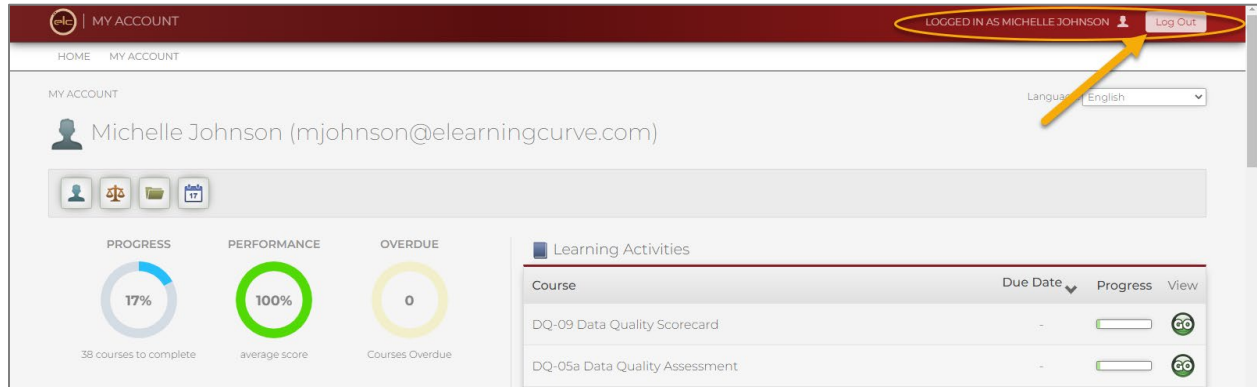 elc | MY ACCOUNT
LOGGED IN AS MICHELLE JOHNSON Log Out
HOME MY ACCOUNT
MY ACCOUNT
Language English
Michelle Johnson (mjohnson@elearningcurve.com)
17
PROGRESS PERFORMANCE OVERDUE
17% 100% 0
38 courses to complete average score Courses Overdue
Learning Activities
Course Due Date Progress View
DQ-09 Data Quality Scorecard - GO
DQ-05a Data Quality Assessment - GO